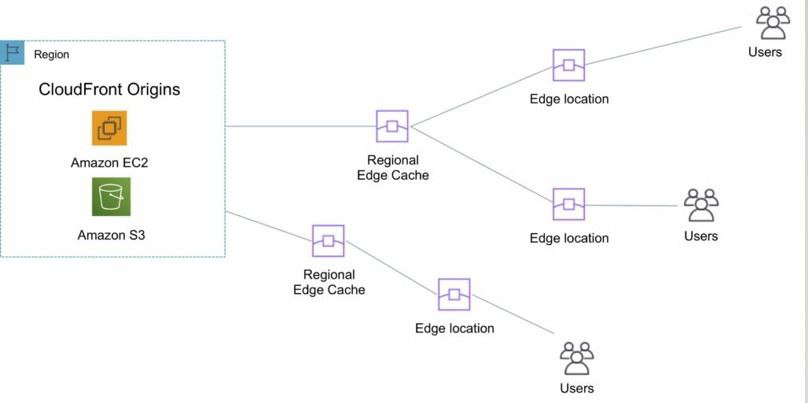 Region
CloudFront Origins
Amazon EC2
Amazon S3
Regional
Edge Cache
Edge location
Users
Edge location
Users
Regional
Edge Cache
Edge location
Users